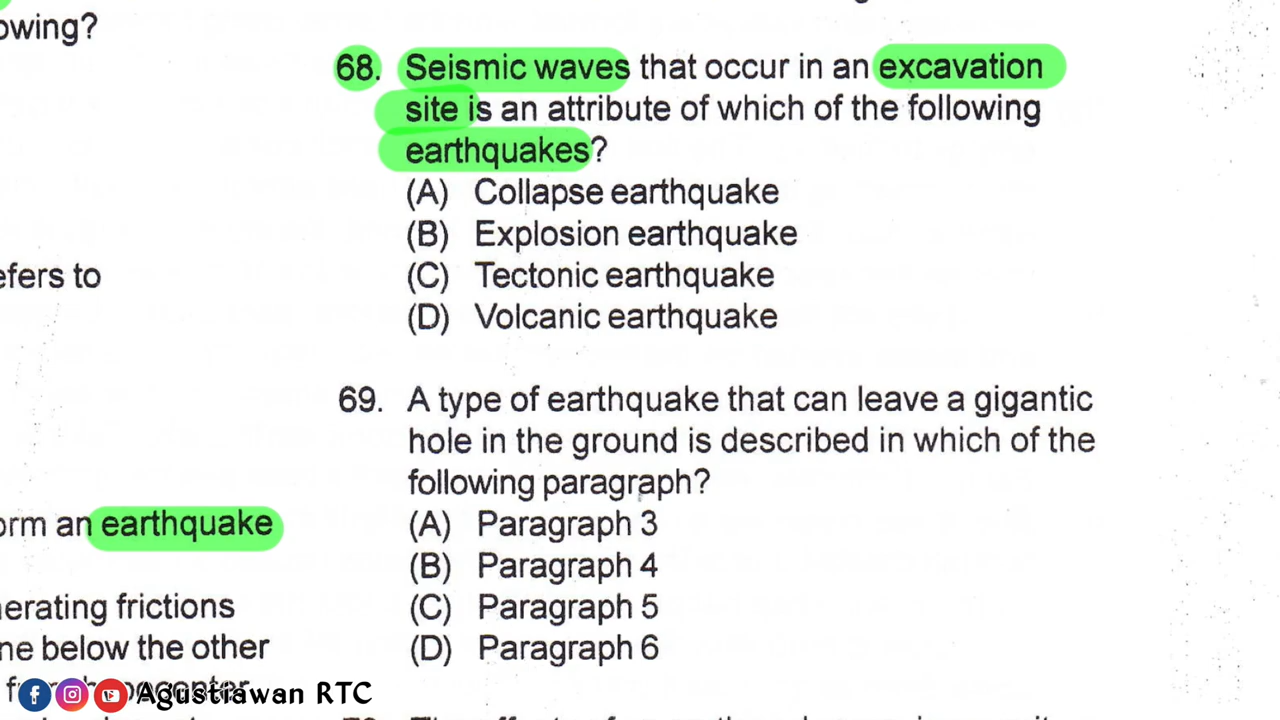 owing?
efers to
orm an earthquake
nerating frictions
ne below the other
68. Seismic waves that occur in an excavation
site is an attribute of which of the following
earthquakes?
(A) Collapse earthquake
(B) Explosion earthquake
(C) Tectonic earthquake
(D) Volcanic earthquake
69. A type of earthquake that can leave a gigantic
hole in the ground is described in which of the
following paragraph?
(A) Paragraph 3
(B) Paragraph 4
(C) Paragraph 5
(D) Paragraph 6
Agustiawan RTC